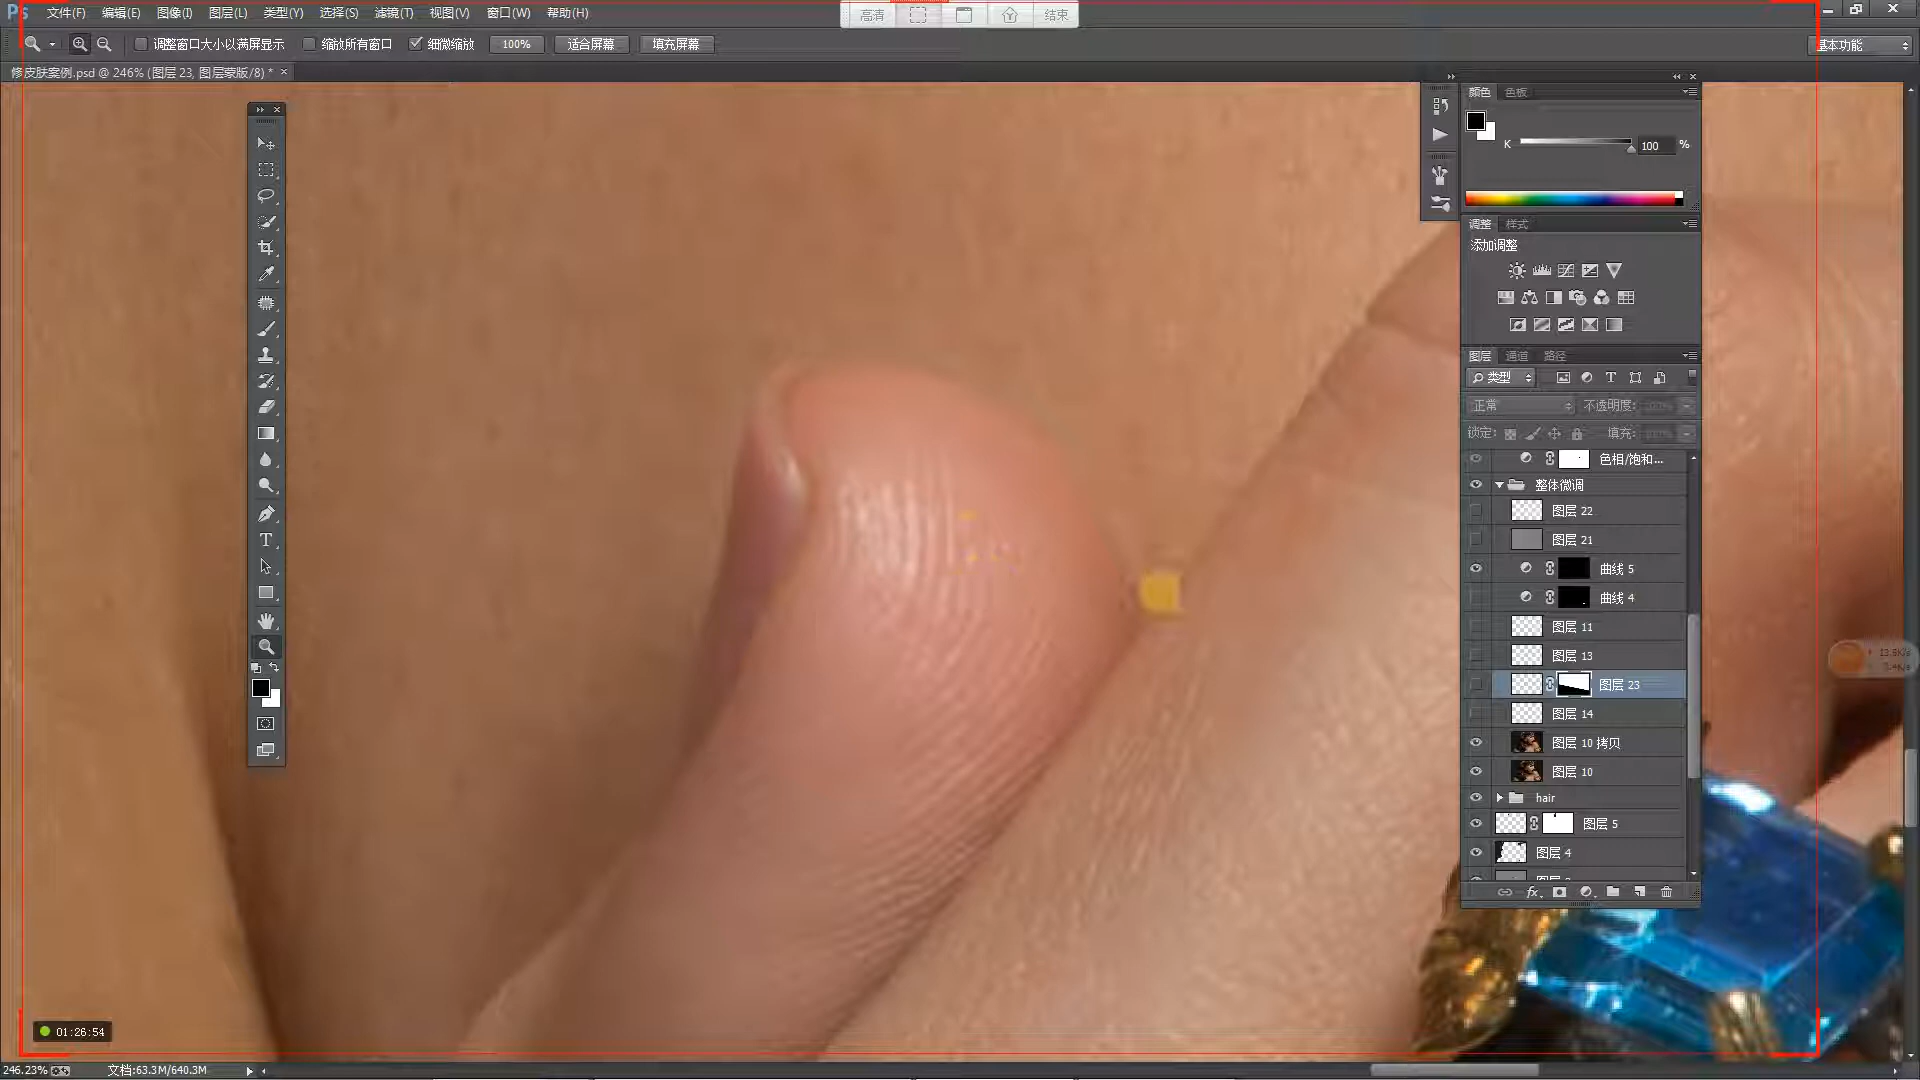 Ps 文件(F) 编辑(E) 图像(I) 图层(L) 类型(Y) 选择(S) 滤镜(T) 视图(V) 窗口(W) 帮助(H)
高清 结束
调整窗口大小以满屏显示 缩放所有窗口 细微缩放 100% 适合屏幕 填充屏幕 基本功能
修皮肤案例.psd @ 246% (图层 23, 图层蒙版/8) * ×
颜色 色板
K 100 %
调整 样式
添加调整
图层 通道 路径
类型
正常 不透明度:
锁定: 填充:
色相/饱和...
整体微调
图层 22
图层 21
曲线 5
曲线 4
图层 11
图层 13
图层 23
图层 14
图层 10 拷贝
图层 10
hair
图层 5
图层 4
01:26:54
246.23% 文档:63.3M/640.3M